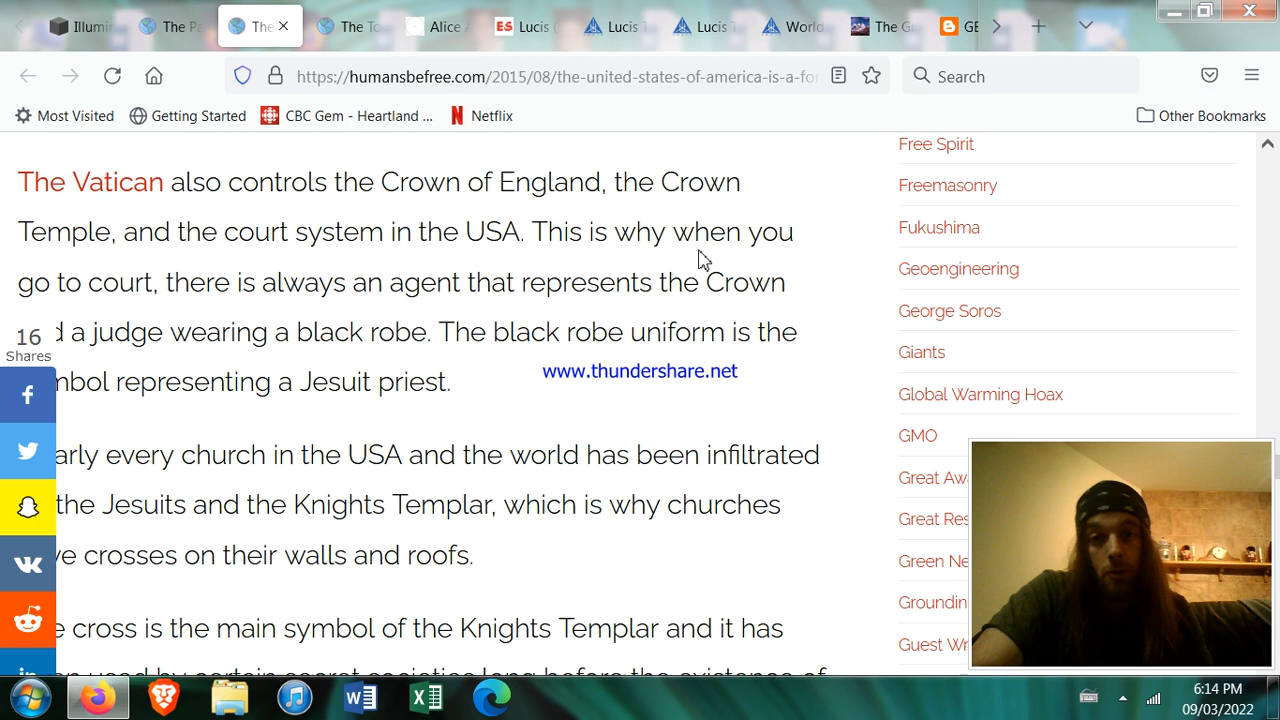 Illumi
The Pa
The
The To
Alice
ES Lucis
Lucis T
Lucis T
World
The G
GE
https://humansbefree.com/2015/08/the-united-states-of-america-is-a-for
Search
Most Visited
Getting Started
CBC Gem - Heartland ...
Netflix
Other Bookmarks
The Vatican also controls the Crown of England, the Crown
Temple, and the court system in the USA. This is why when you
go to court, there is always an agent that represents the Crown
d a judge wearing a black robe. The black robe uniform is the
mbol representing a Jesuit priest.
arly every church in the USA and the world has been infiltrated
the Jesuits and the Knights Templar, which is why churches
ve crosses on their walls and roofs.
e cross is the main symbol of the Knights Templar and it has
16
Shares
www.thundershare.net
Free Spirit
Freemasonry
Fukushima
Geoengineering
George Soros
Giants
Global Warming Hoax
GMO
Great Awa
Great Res
Green Ne
Groundin
Guest Wr
6:14 PM
09/03/2022